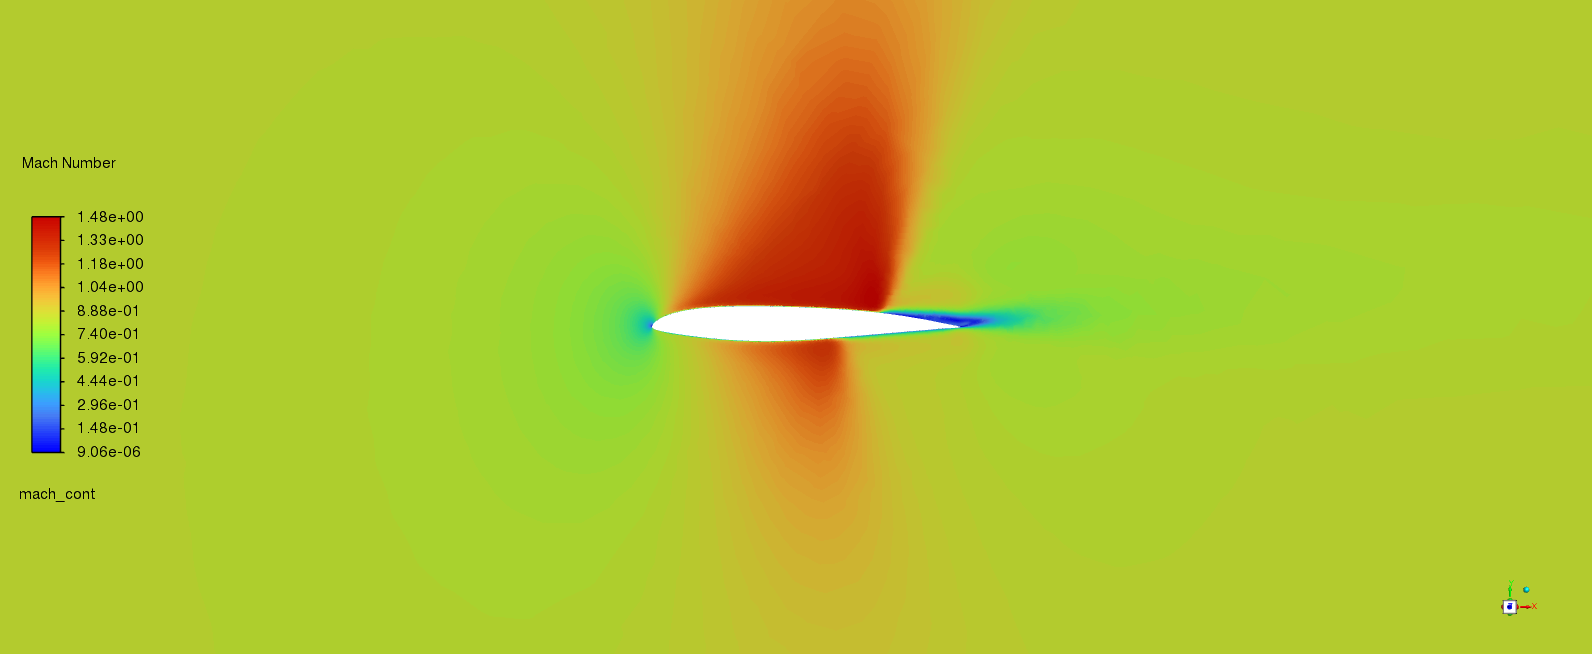 Mach Number
1.48e+00
1.33e+00
1.18e+00
1.04e+00
8.88e-01
7.40e-01
5.92e-01
4.44e-01
2.96e-01
1.48e-01
9.06e-06
mach_cont
Y
X